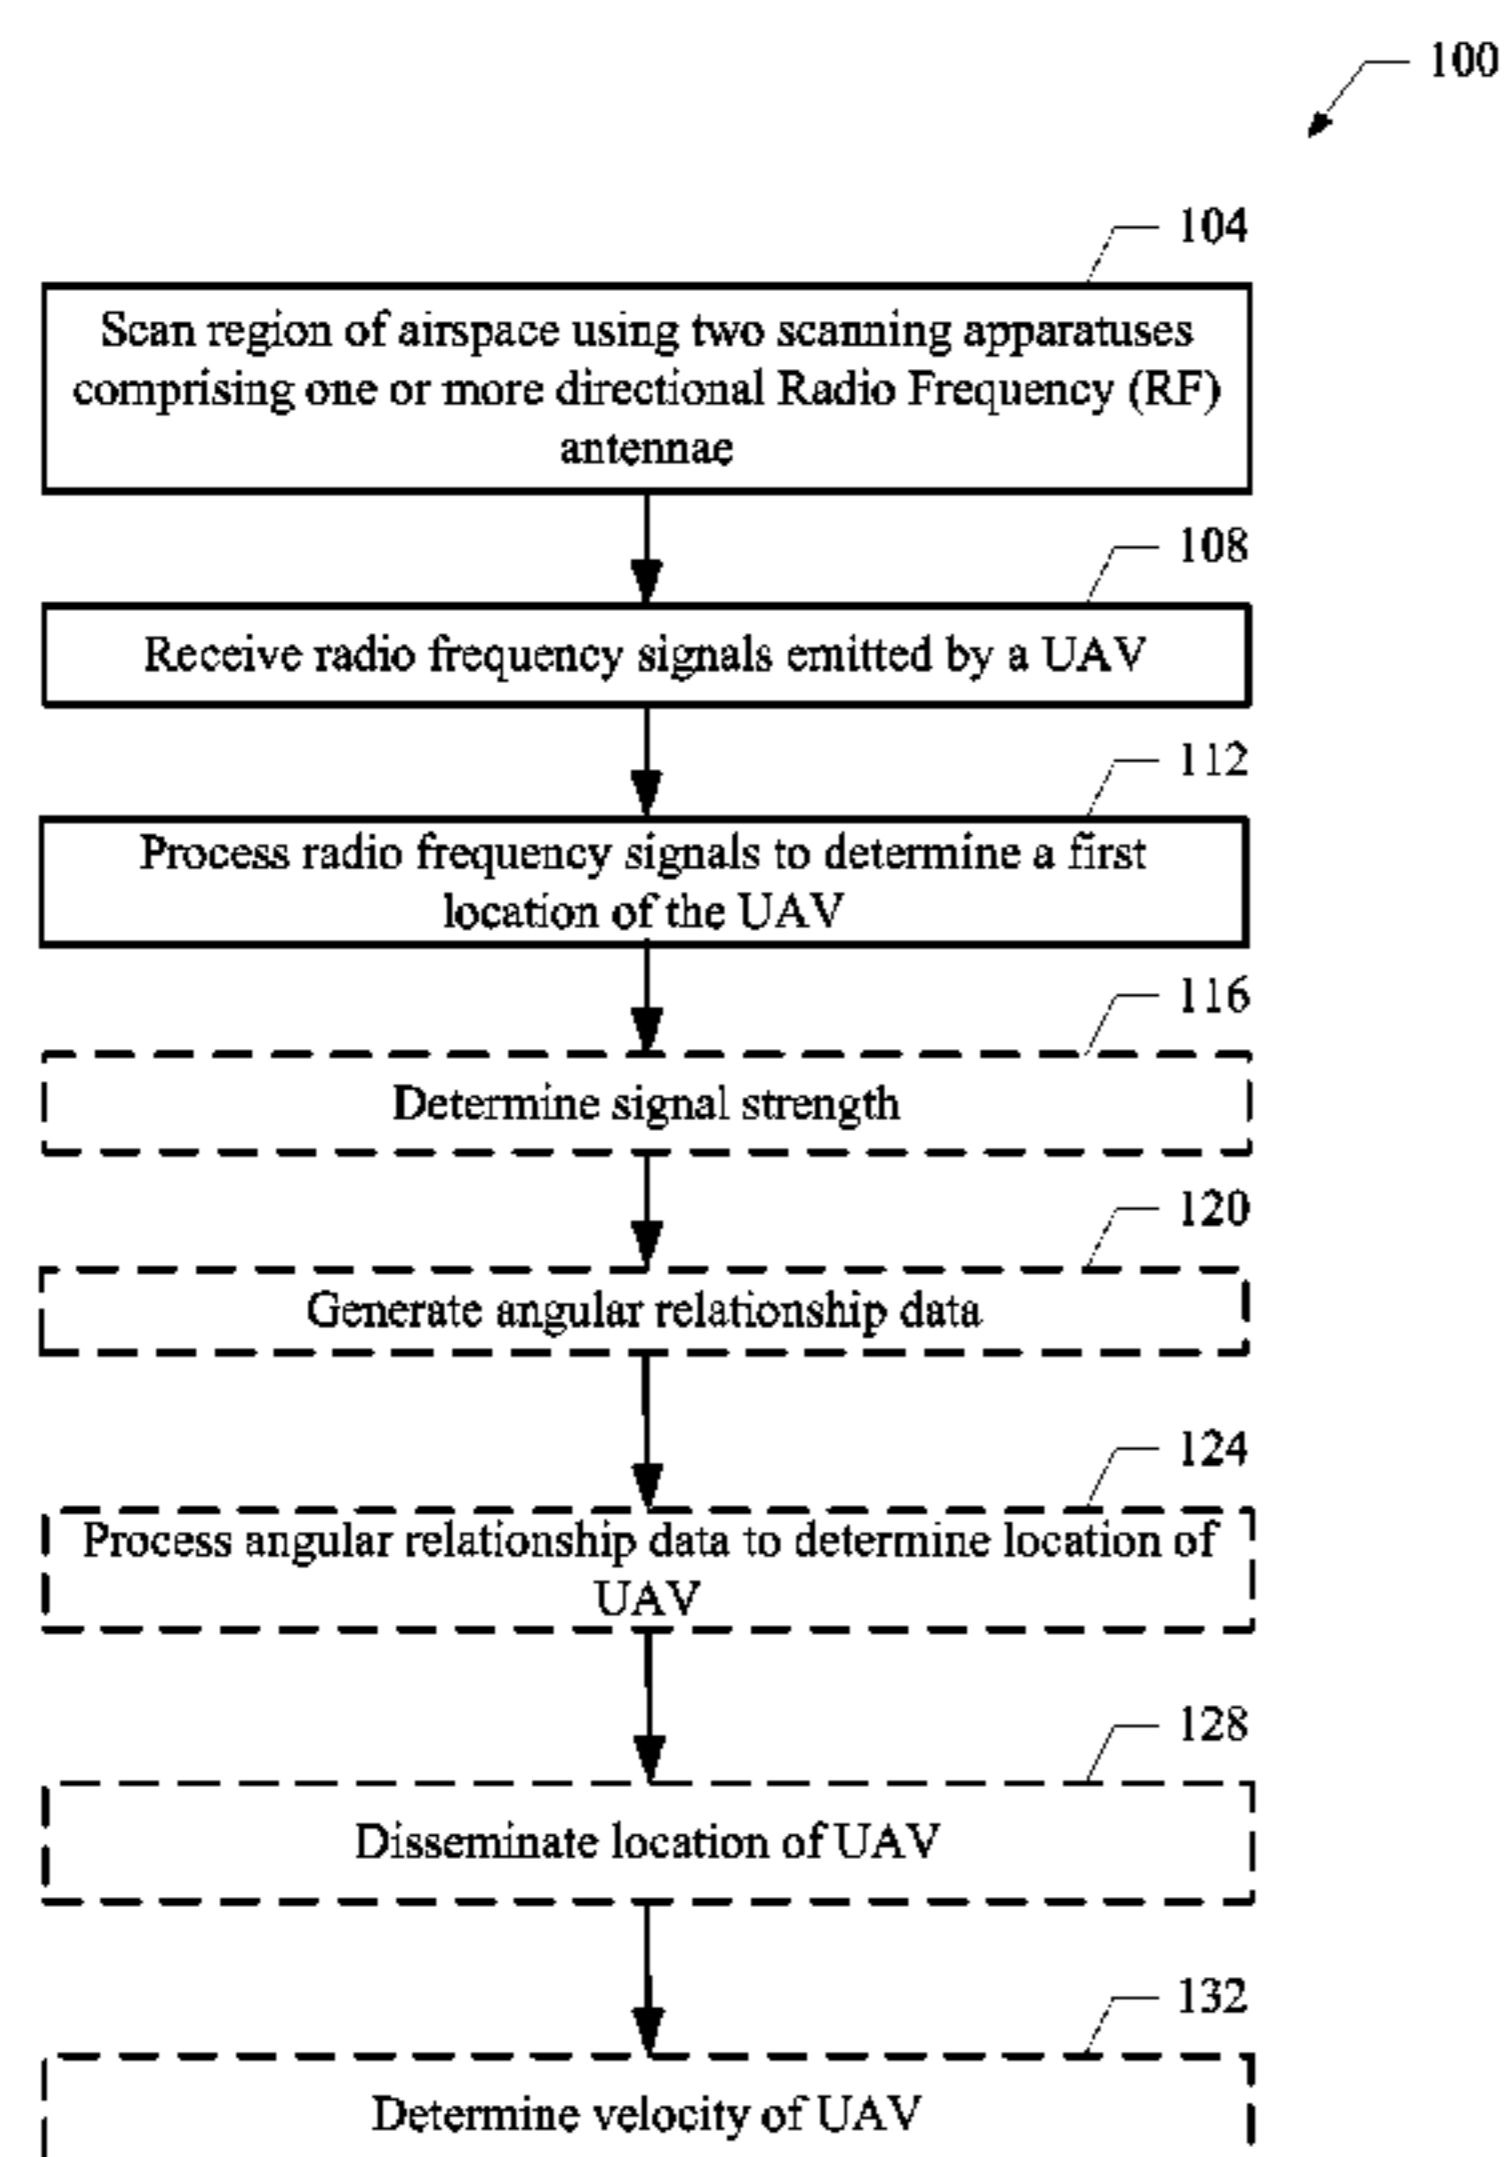 100
104
Scan region of airspace using two scanning apparatuses
comprising one or more directional Radio Frequency (RF)
antennae
108
Receive radio frequency signals emitted by a UAV
112
Process radio frequency signals to determine a first
location of the UAV
116
Determine signal strength
120
Generate angular relationship data
124
Process angular relationship data to determine location of
UAV
128
Disseminate location of UAV
132
Determine velocity of UAV